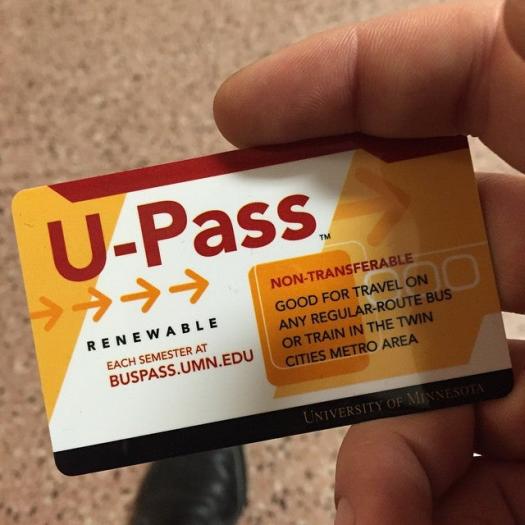 U-Pass™
RENEWABLE
EACH SEMESTER AT
BUSPASS.UMN.EDU
NON-TRANSFERABLE
GOOD FOR TRAVEL ON
ANY REGULAR-ROUTE BUS
OR TRAIN IN THE TWIN
CITIES METRO AREA
UNIVERSITY OF MINNESOTA